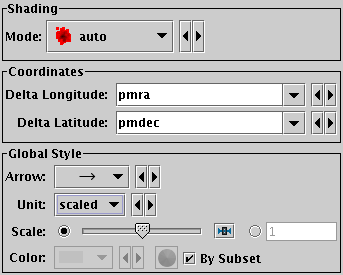 Shading
Mode: auto
Coordinates
Delta Longitude: pmra
Delta Latitude: pmdec
Global Style
Arrow:
Unit: scaled
Scale: 1
Color: By Subset